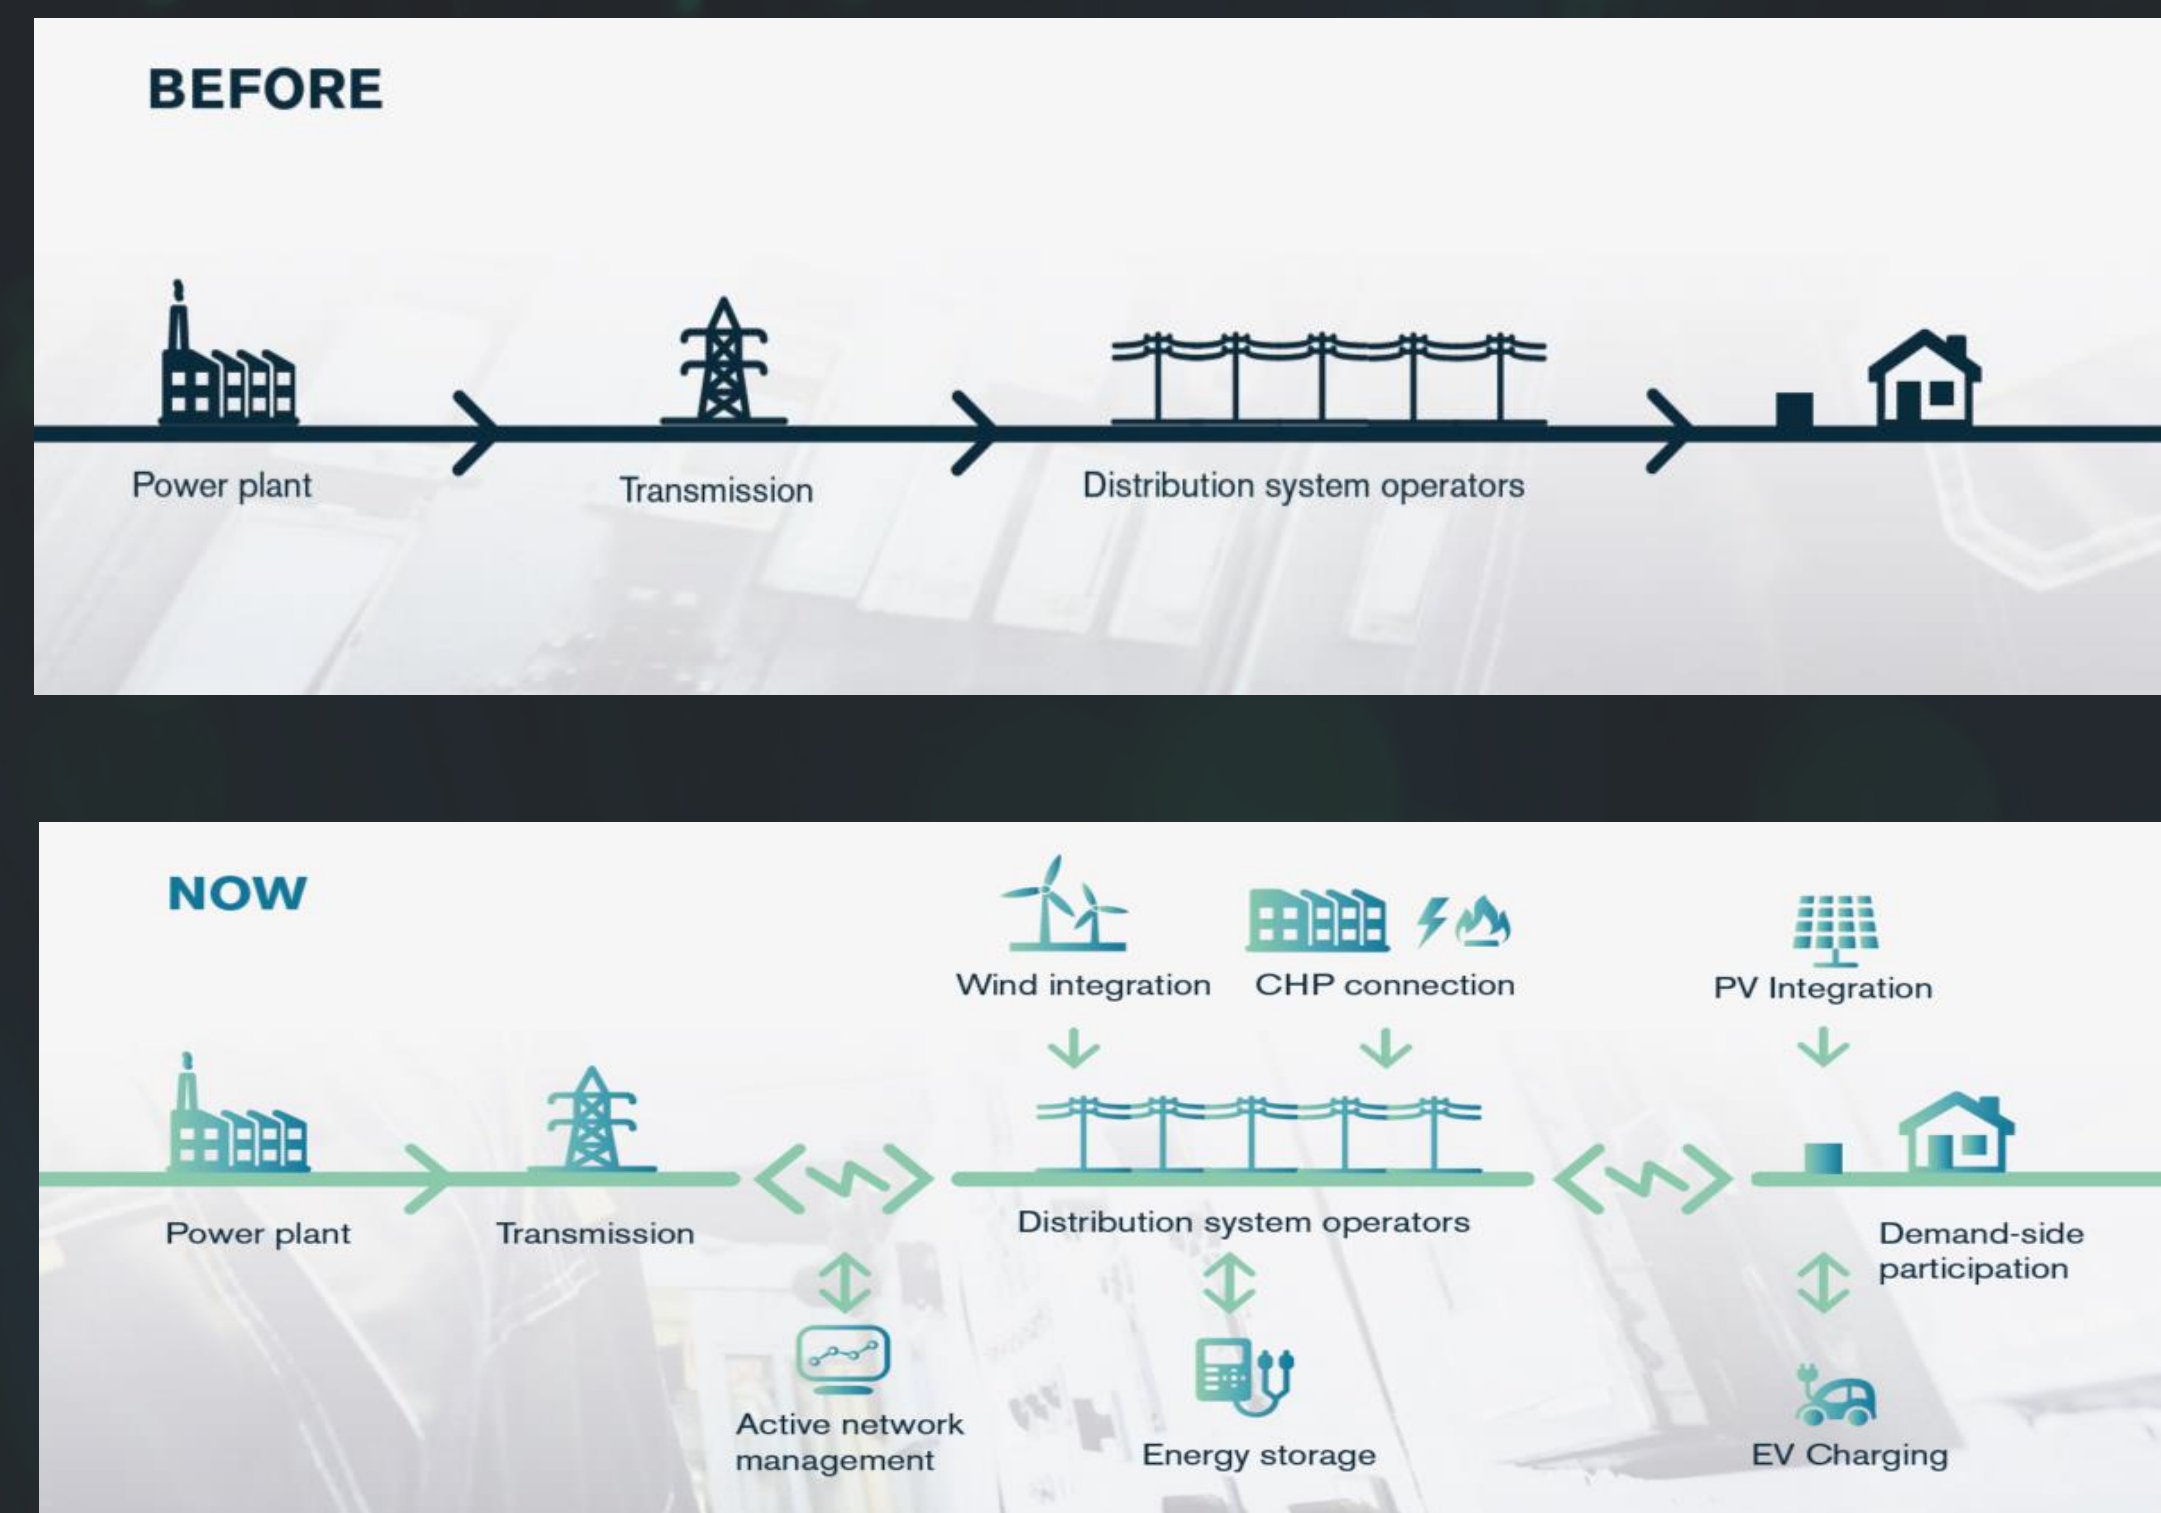 BEFORE
Power plant
Transmission
Distribution system operators
NOW
Wind integration
CHP connection
PV Integration
Power plant
Transmission
Distribution system operators
Demand-side
participation
Active network
management
Energy storage
EV Charging